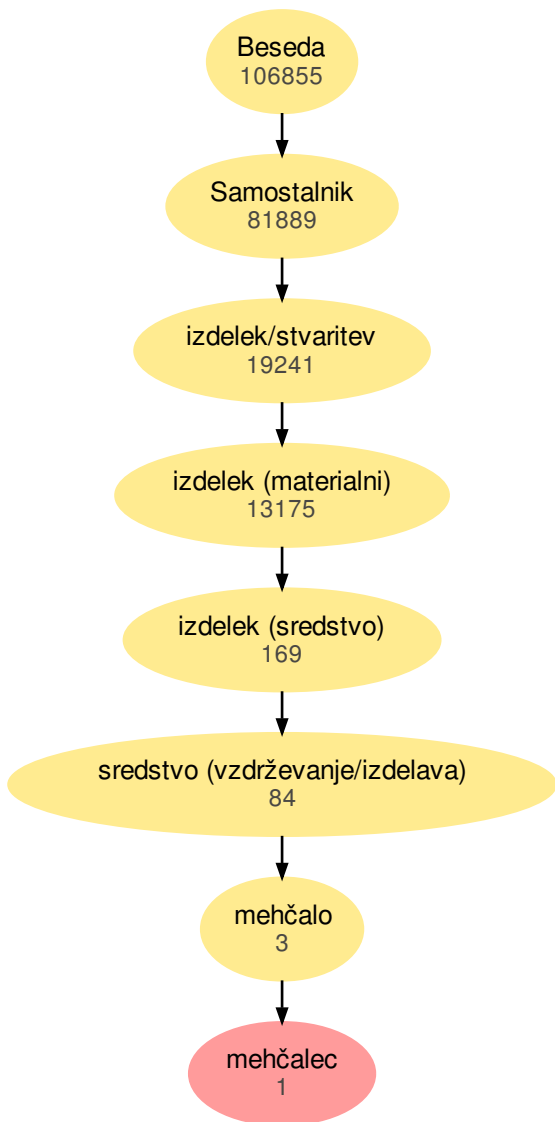 Beseda
106855
Samostalnik
81889
izdelek/stvaritev
19241
izdelek (materialni)
13175
izdelek (sredstvo)
169
sredstvo (vzdrževanje/izdelava)
84
mehčalo
3
mehčalec
1